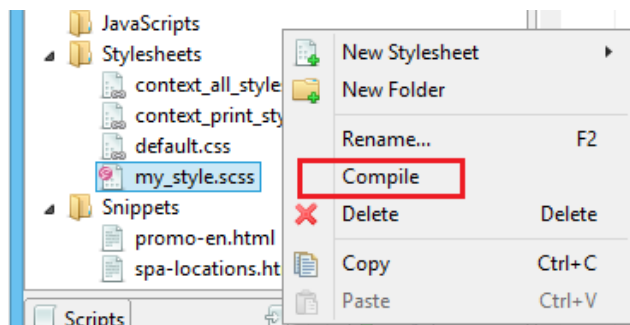 JavaScripts
Stylesheets
context_all_style
context_print_sty
default.css
my_style.scss
Snippets
promo-en.html
spa-locations.ht
Scripts
New Stylesheet
New Folder
Rename... F2
Compile
Delete Delete
Copy Ctrl+C
Paste Ctrl+V